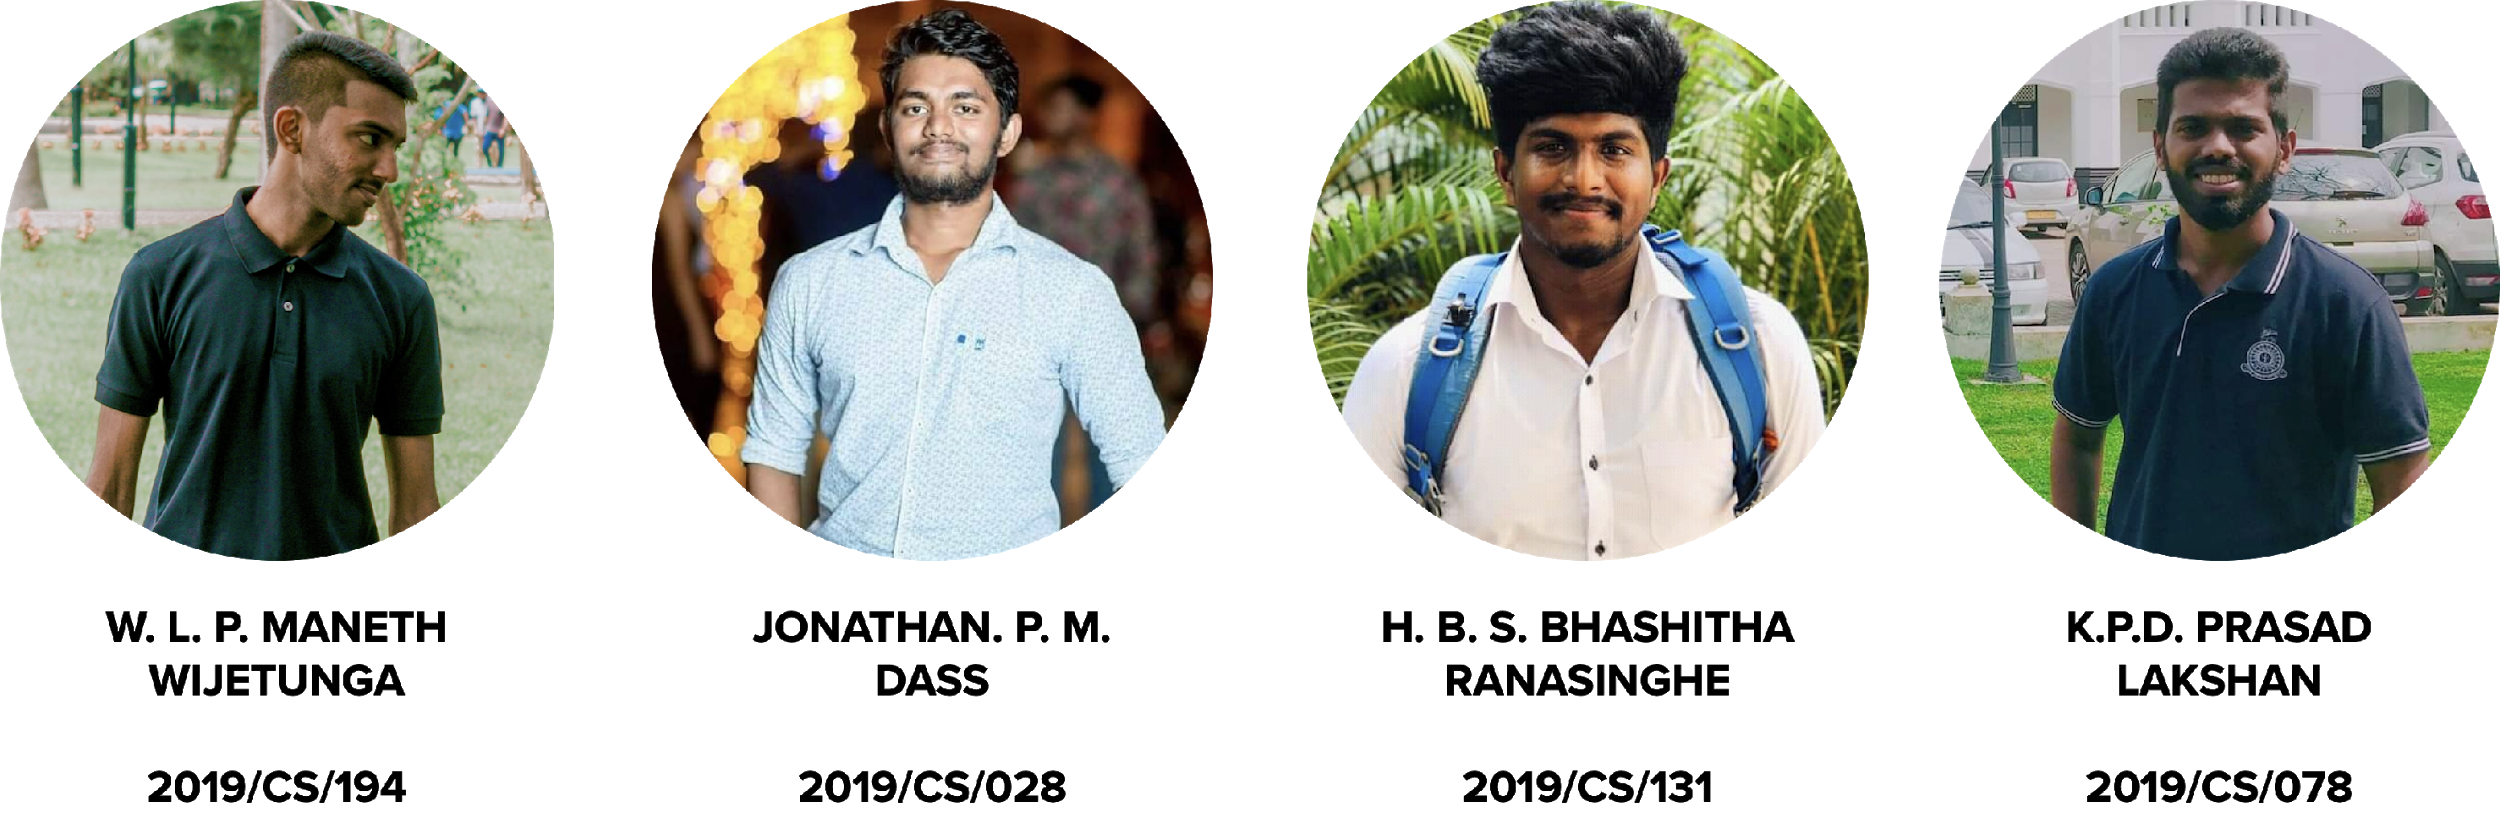 W. L. P. MANETH
WIJETUNGA
2019/CS/194
JONATHAN. P. M.
DASS
2019/CS/028
H. B. S. BHASHITHA
RANASINGHE
2019/CS/131
K.P.D. PRASAD
LAKSHAN
2019/CS/078